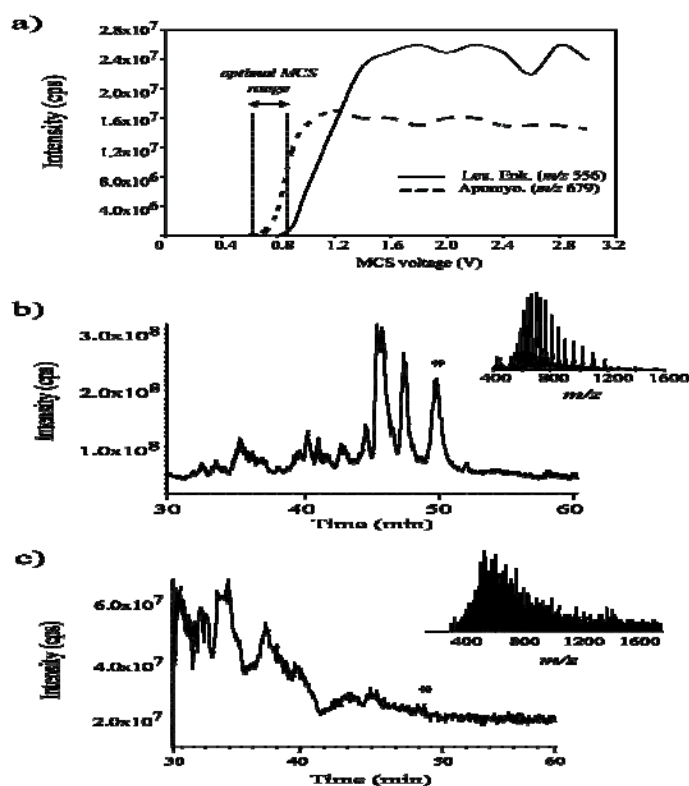 a)
2.8x10⁷
2.4x10⁷
2.0x10⁷
1.6x10⁷
1.2x10⁷
8.0x10⁶
4.0x10⁶
Intensity (cps)
optimal MCS
range
Leu. Enk. (m/z 556)
Apomyo. (m/z 679)
0 0.4 0.8 1.2 1.6 2.0 2.4 2.8 3.2
MCS voltage (V)
b)
3.0x10⁸
2.0x10⁸
1.0x10⁸
Intensity (cps)
*
400 800 1200 1600
m/z
30 40 50 60
Time (min)
c)
6.0x10⁷
4.0x10⁷
2.0x10⁷
Intensity (cps)
*
400 800 1200 1600
m/z
30 40 50 60
Time (min)